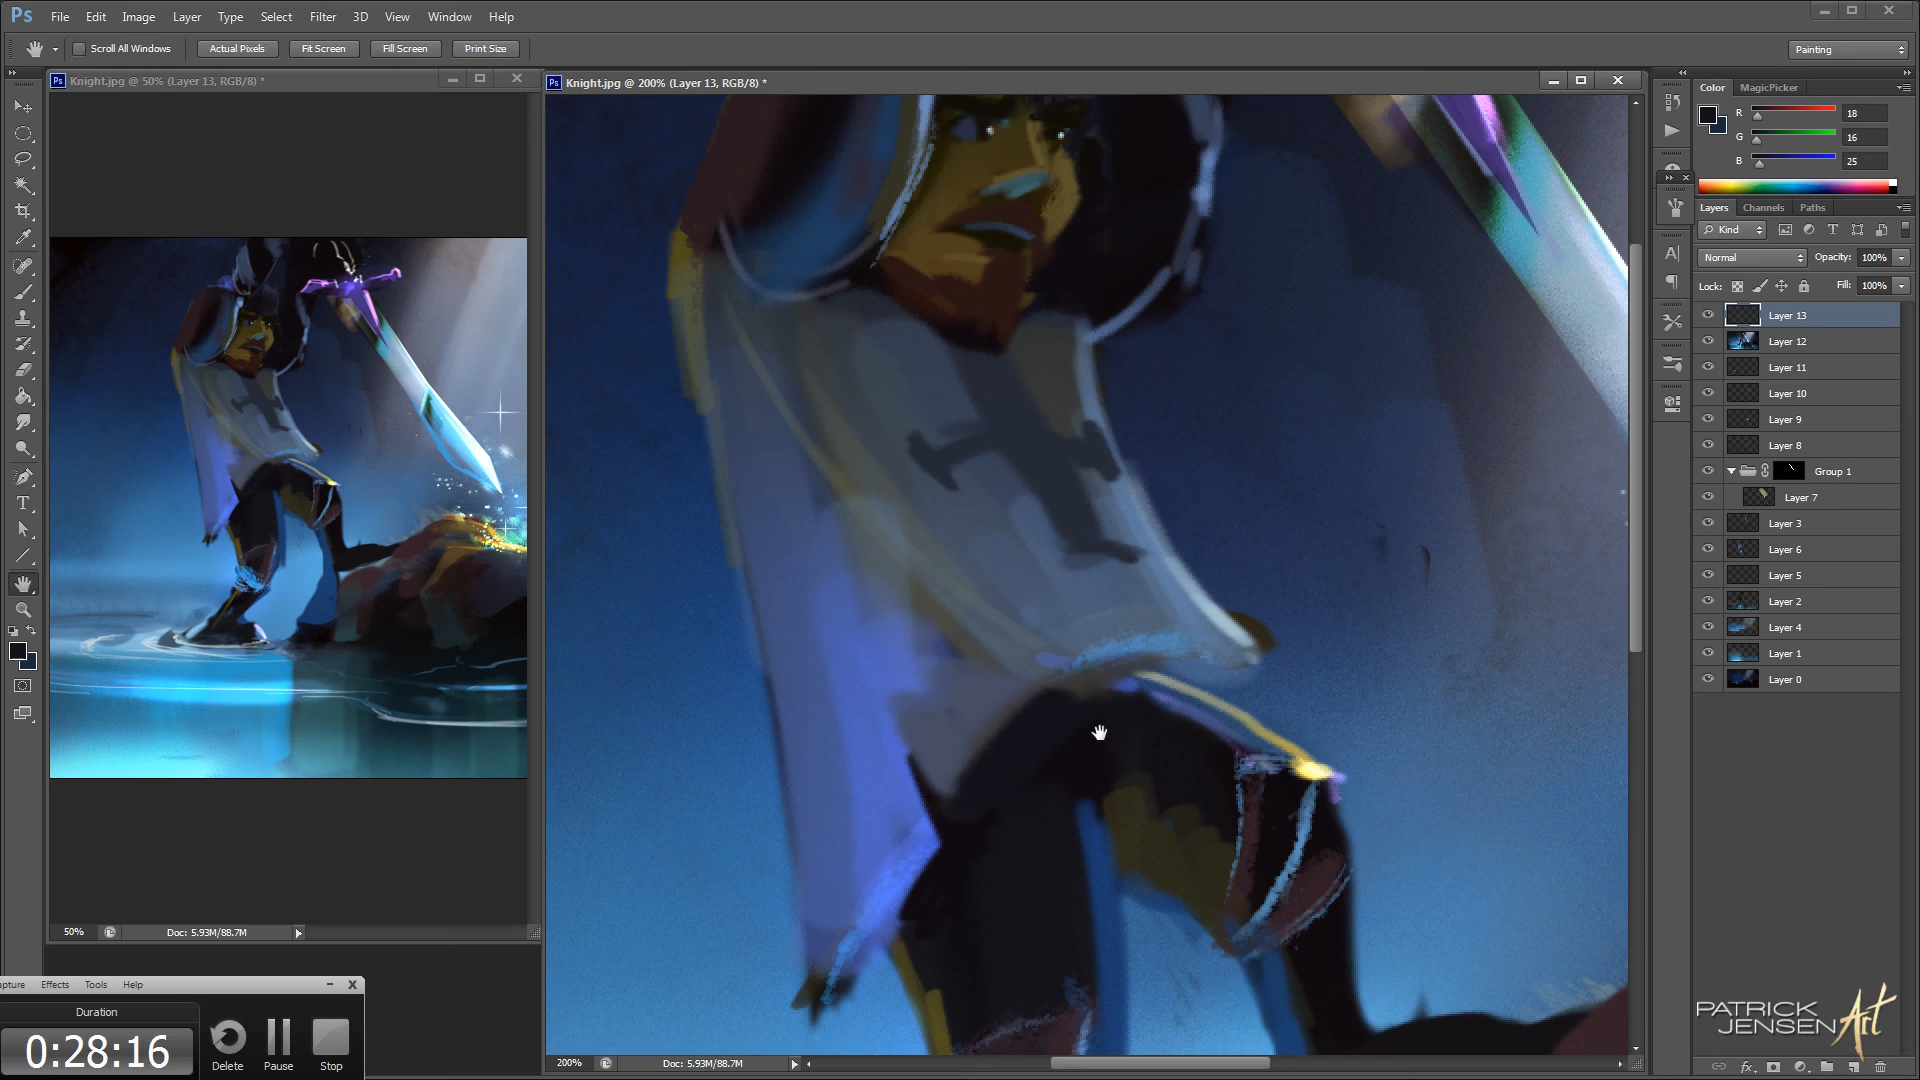 Ps File Edit Image Layer Type Select Filter 3D View Window Help
Scroll All Windows Actual Pixels Fit Screen Fill Screen Print Size Painting
Ps Knight.jpg @ 50% (Layer 13, RGB/8) *
Ps Knight.jpg @ 200% (Layer 13, RGB/8) *
Color MagicPicker
R 18
G 16
B 25
Layers Channels Paths
Kind
Normal Opacity: 100%
Lock: Fill: 100%
Layer 13
Layer 12
Layer 11
Layer 10
Layer 9
Layer 8
Group 1
Layer 7
Layer 3
Layer 6
Layer 5
Layer 2
Layer 4
Layer 1
Layer 0
50% Doc: 5.93M/88.7M
200% Doc: 5.93M/88.7M
apture Effects Tools Help
Duration
0:28:16
Delete Pause Stop
PATRICK
JENSEN Art